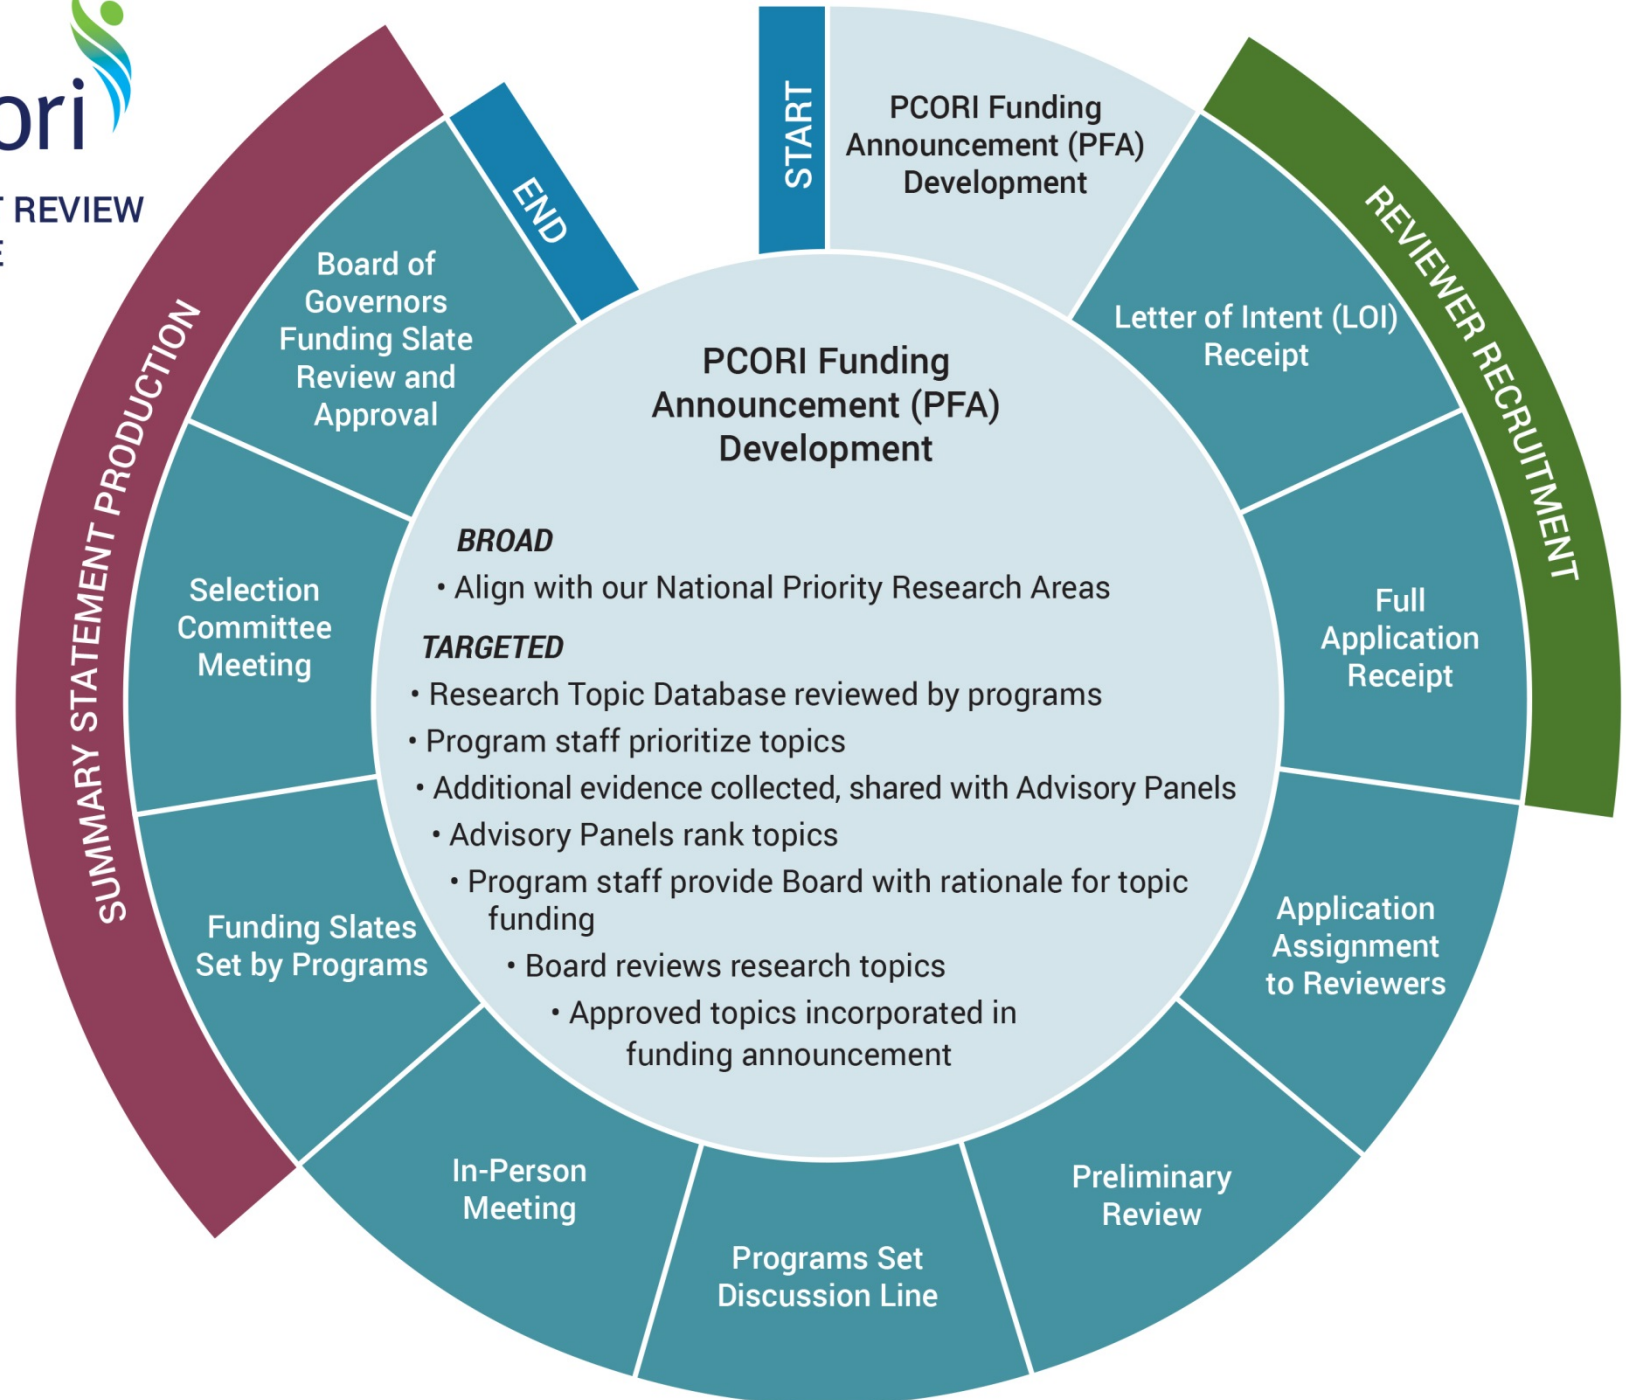 ori
REVIEW
START
PCORI Funding
Announcement (PFA)
Development
REVIEWER RECRUITMENT
Letter of Intent (LOI)
Receipt
Full
Application
Receipt
Application
Assignment
to Reviewers
Preliminary
Review
Programs Set
Discussion Line
In-Person
Meeting
Funding Slates
Set by Programs
Selection
Committee
Meeting
Board of
Governors
Funding Slate
Review and
Approval
SUMMARY STATEMENT PRODUCTION
END
PCORI Funding
Announcement (PFA)
Development
BROAD
• Align with our National Priority Research Areas
TARGETED
• Research Topic Database reviewed by programs
• Program staff prioritize topics
• Additional evidence collected, shared with Advisory Panels
• Advisory Panels rank topics
• Program staff provide Board with rationale for topic
funding
• Board reviews research topics
• Approved topics incorporated in
funding announcement